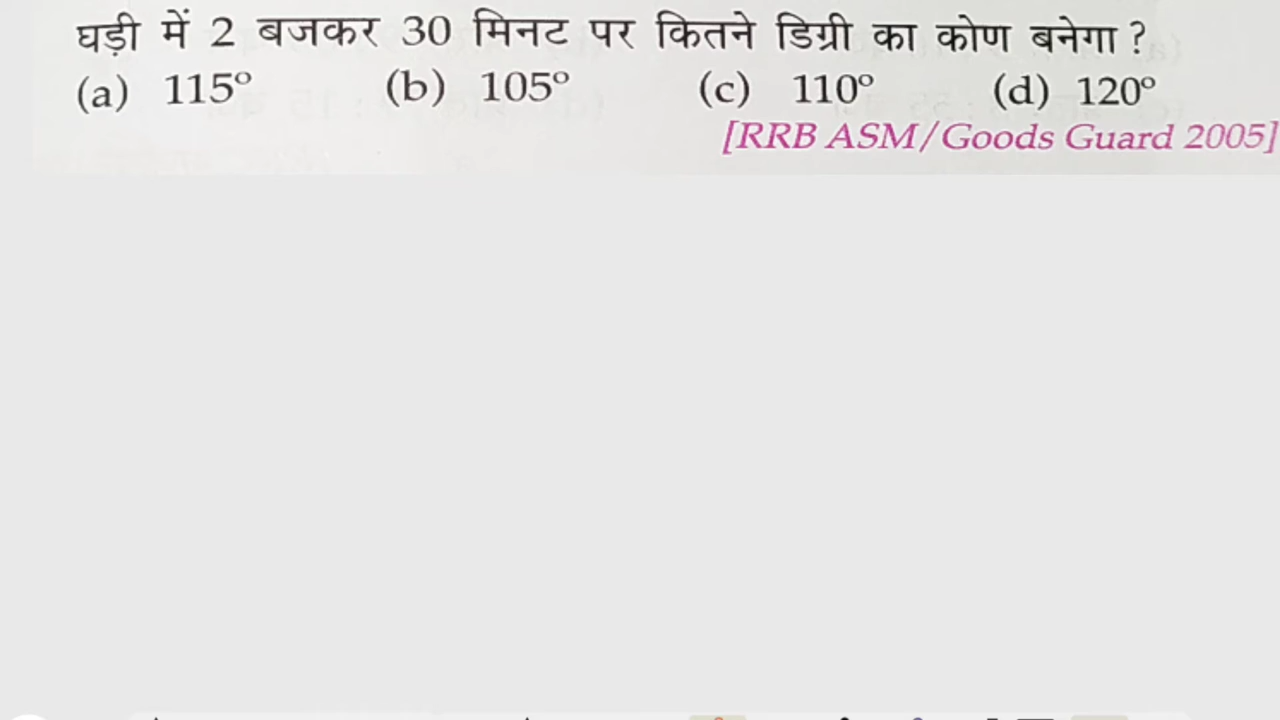 घड़ी में 2 बजकर 30 मिनट पर कितने डिग्री का कोण बनेगा ?
(a) 115° (b) 105° (c) 110° (d) 120°
[RRB ASM/Goods Guard 2005]